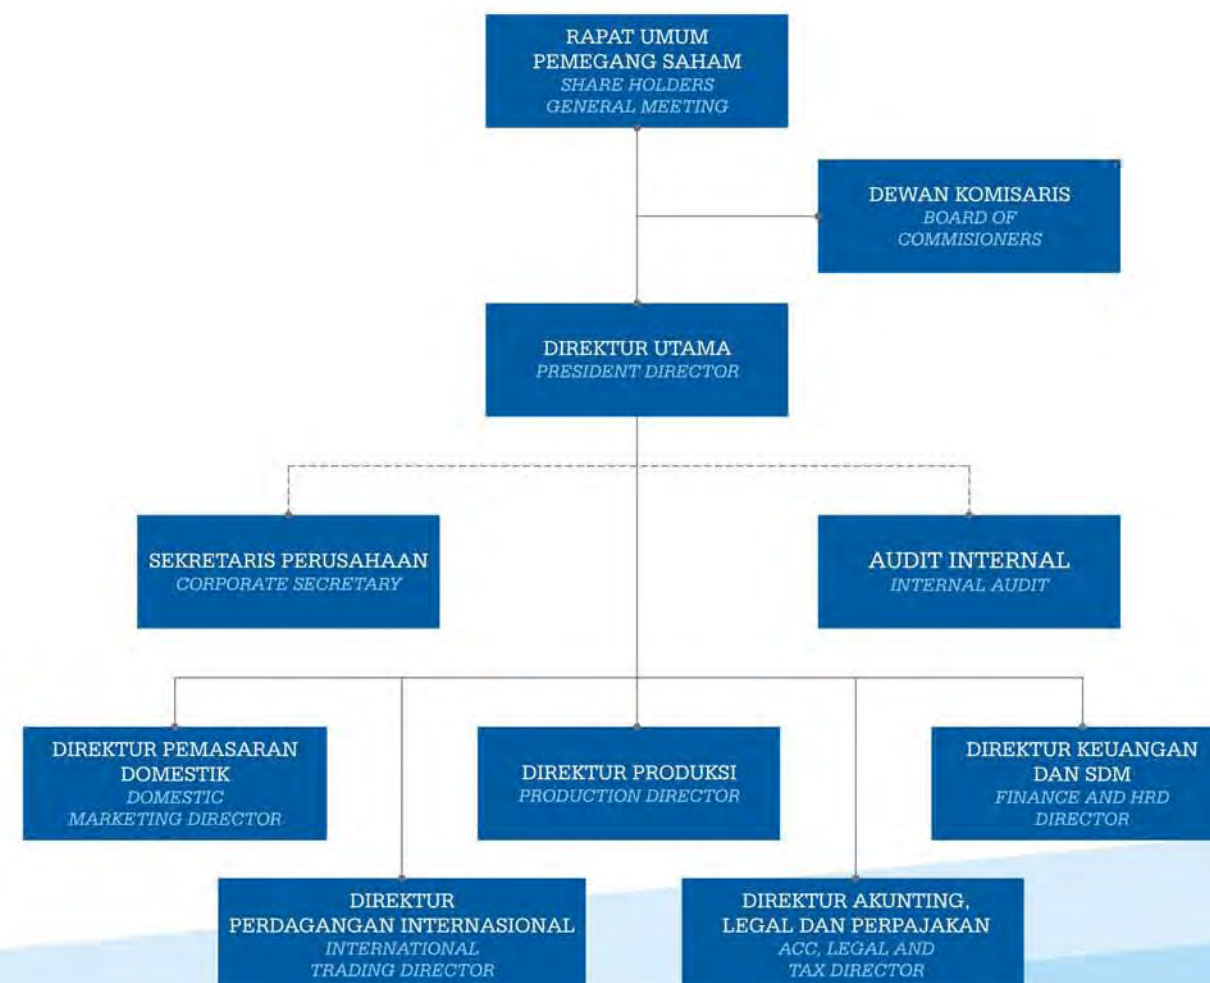 RAPAT UMUM
PEMEGANG SAHAM
SHARE HOLDERS
GENERAL MEETING
DEWAN KOMISARIS
BOARD OF
COMMISIONERS
DIREKTUR UTAMA
PRESIDENT DIRECTOR
SEKRETARIS PERUSAHAAN
CORPORATE SECRETARY
AUDIT INTERNAL
INTERNAL AUDIT
DIREKTUR PEMASARAN
DOMESTIK
DOMESTIC
MARKETING DIRECTOR
DIREKTUR PRODUKSI
PRODUCTION DIRECTOR
DIREKTUR KEUANGAN
DAN SDM
FINANCE AND HRD
DIRECTOR
DIREKTUR
PERDAGANGAN INTERNASIONAL
INTERNATIONAL
TRADING DIRECTOR
DIREKTUR AKUNTING,
LEGAL DAN PERPAJAKAN
ACC, LEGAL AND
TAX DIRECTOR